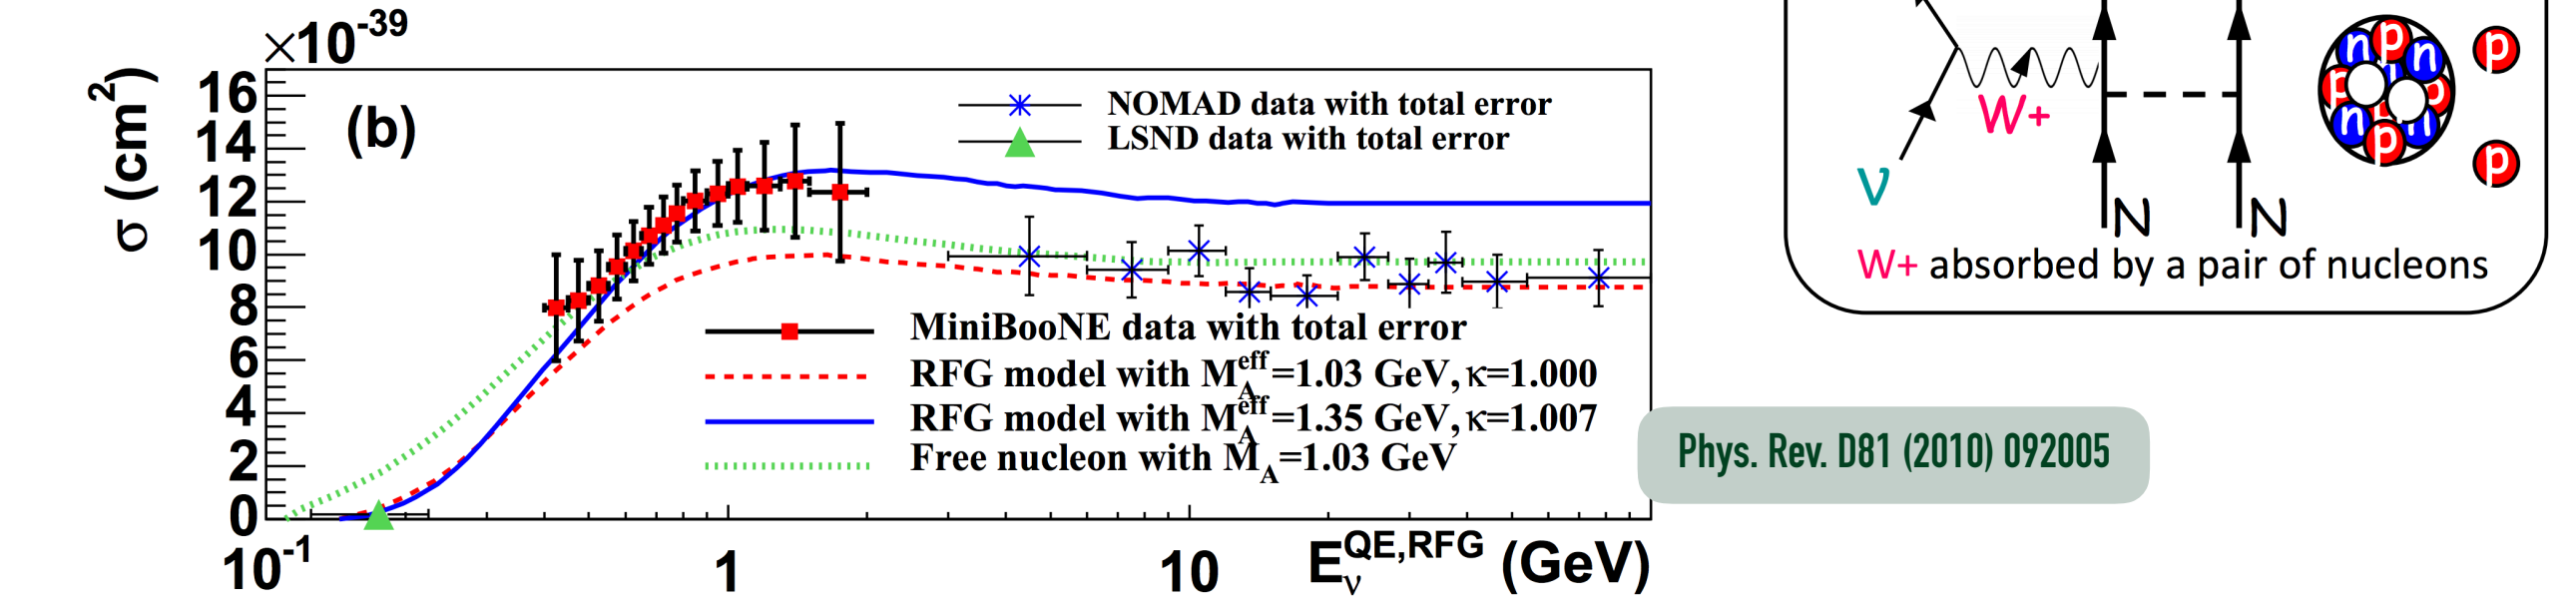 ×10⁻³⁹
σ (cm²)
16
14
12
10
8
6
4
2
0
(b)
NOMAD data with total error
LSND data with total error
MiniBooNE data with total error
RFG model with M_A^eff=1.03 GeV, κ=1.000
RFG model with M_A^eff=1.35 GeV, κ=1.007
Free nucleon with M_A=1.03 GeV
10⁻¹
1
10
E_ν^QE,RFG (GeV)
ν
W+
N
N
n p n
p n p
n p n
p
p
W+ absorbed by a pair of nucleons
Phys. Rev. D81 (2010) 092005